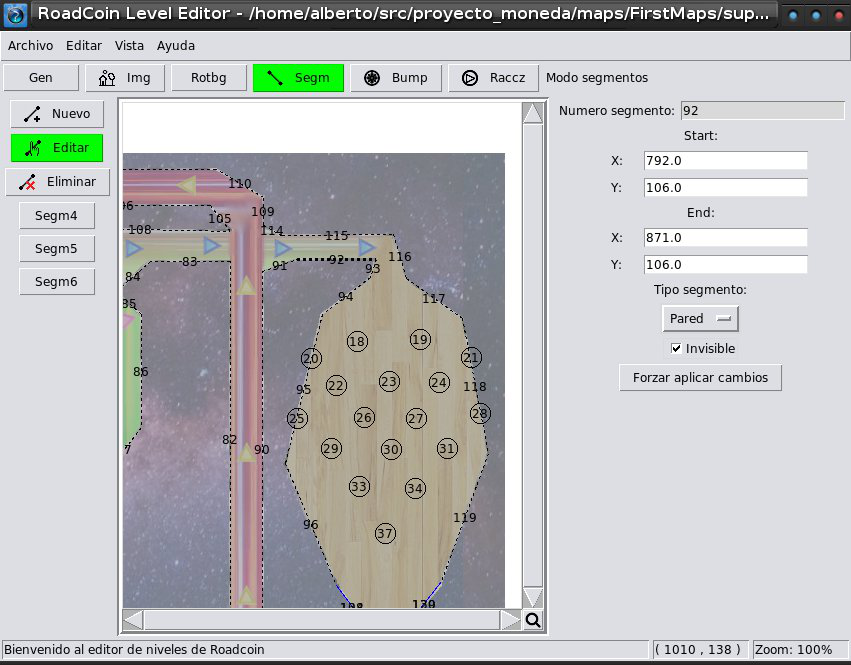 RoadCoin Level Editor - /home/alberto/src/proyecto_moneda/maps/FirstMaps/sup...
Archivo Editar Vista Ayuda
Gen Img Rotbg Segm Bump Raccz Modo segmentos
Nuevo
Editar
Eliminar
Segm4
Segm5
Segm6
110
109
105
108
114
115
116
83
91
92
93
84
94
117
85
18
19
20
21
86
22
23
24
95
118
25
26
27
28
82
90
29
30
31
33
34
96
119
37
Numero segmento: 92
Start:
X: 792.0
Y: 106.0
End:
X: 871.0
Y: 106.0
Tipo segmento:
Pared
Invisible
Forzar aplicar cambios
Bienvenido al editor de niveles de Roadcoin
( 1010 , 138 )
Zoom: 100%